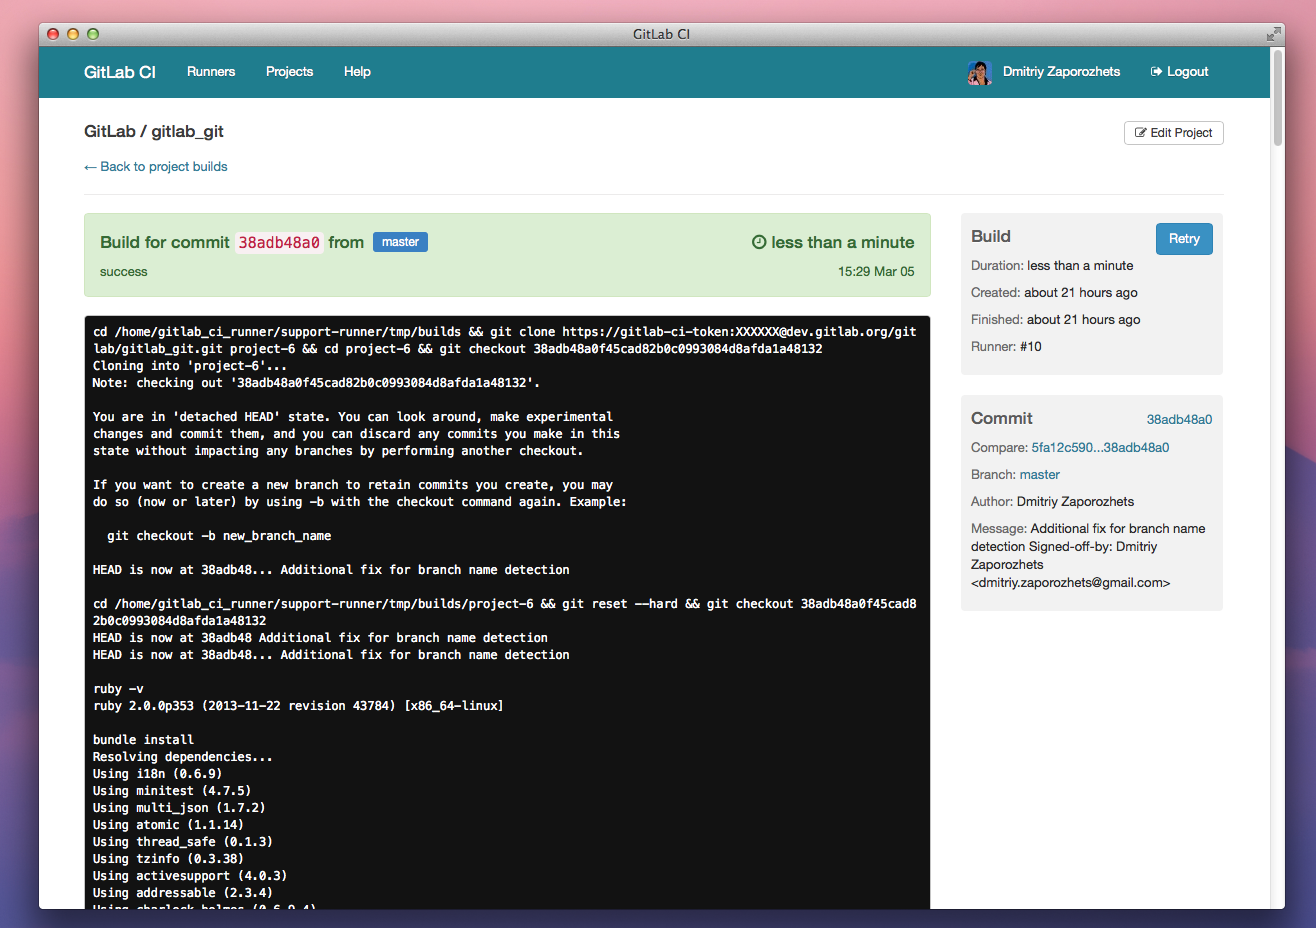 GitLab CI
GitLab CI Runners Projects Help Dmitriy Zaporozhets Logout
GitLab / gitlab_git
Edit Project
← Back to project builds
Build for commit 38adb48a0 from master
less than a minute
success
15:29 Mar 05
cd /home/gitlab_ci_runner/support-runner/tmp/builds && git clone https://gitlab-ci-token:XXXXXX@dev.gitlab.org/git
lab/gitlab_git.git project-6 && cd project-6 && git checkout 38adb48a0f45cad82b0c0993084d8afda1a48132
Cloning into 'project-6'...
Note: checking out '38adb48a0f45cad82b0c0993084d8afda1a48132'.
You are in 'detached HEAD' state. You can look around, make experimental
changes and commit them, and you can discard any commits you make in this
state without impacting any branches by performing another checkout.
If you want to create a new branch to retain commits you create, you may
do so (now or later) by using -b with the checkout command again. Example:
git checkout -b new_branch_name
HEAD is now at 38adb48... Additional fix for branch name detection
cd /home/gitlab_ci_runner/support-runner/tmp/builds/project-6 && git reset --hard && git checkout 38adb48a0f45cad8
2b0c0993084d8afda1a48132
HEAD is now at 38adb48 Additional fix for branch name detection
HEAD is now at 38adb48... Additional fix for branch name detection
ruby -v
ruby 2.0.0p353 (2013-11-22 revision 43784) [x86_64-linux]
bundle install
Resolving dependencies...
Using i18n (0.6.9)
Using minitest (4.7.5)
Using multi_json (1.7.2)
Using atomic (1.1.14)
Using thread_safe (0.1.3)
Using tzinfo (0.3.38)
Using activesupport (4.0.3)
Using addressable (2.3.4)
Using charlock_holmes (0.6.9.4)
Build
Retry
Duration: less than a minute
Created: about 21 hours ago
Finished: about 21 hours ago
Runner: #10
Commit 38adb48a0
Compare: 5fa12c590...38adb48a0
Branch: master
Author: Dmitriy Zaporozhets
Message: Additional fix for branch name
detection Signed-off-by: Dmitriy
Zaporozhets
<dmitriy.zaporozhets@gmail.com>